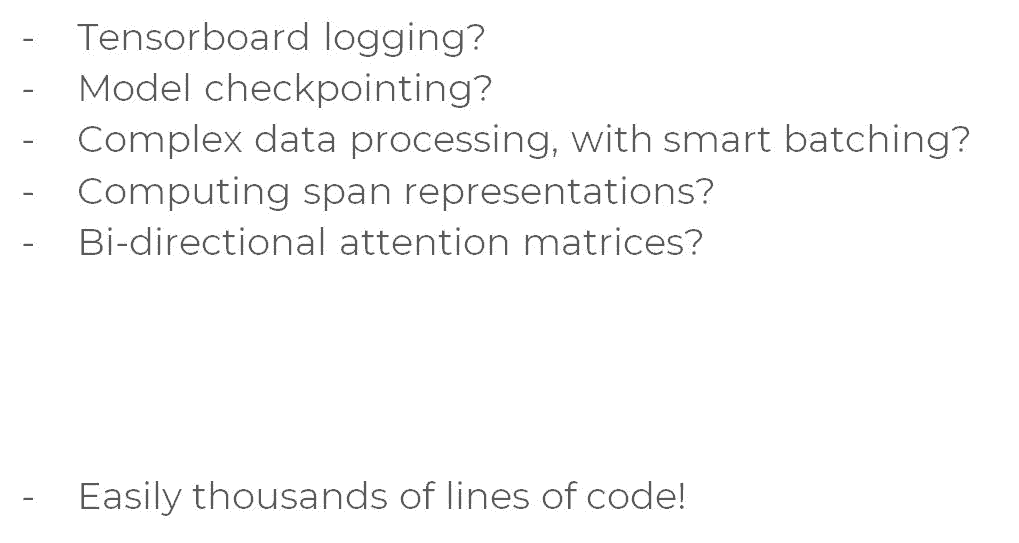 - Tensorboard logging?
- Model checkpointing?
- Complex data processing, with smart batching?
- Computing span representations?
- Bi-directional attention matrices?
- Easily thousands of lines of code!